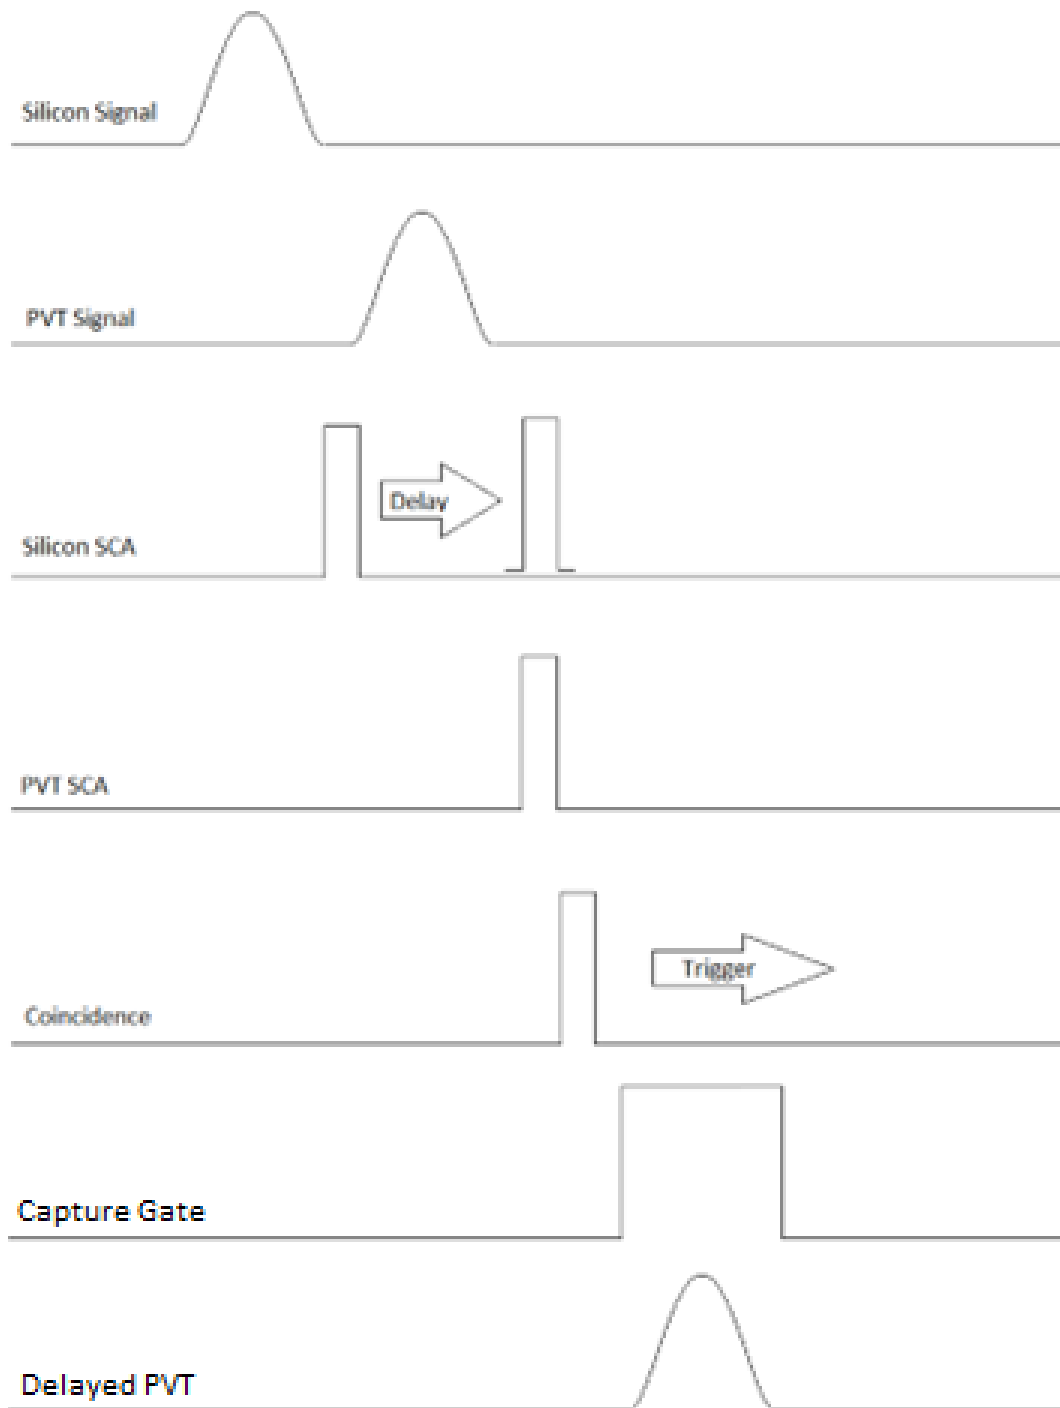 Silicon Signal
PVT Signal
Delay
Silicon SCA
PVT SCA
Trigger
Coincidence
Capture Gate
Delayed PVT